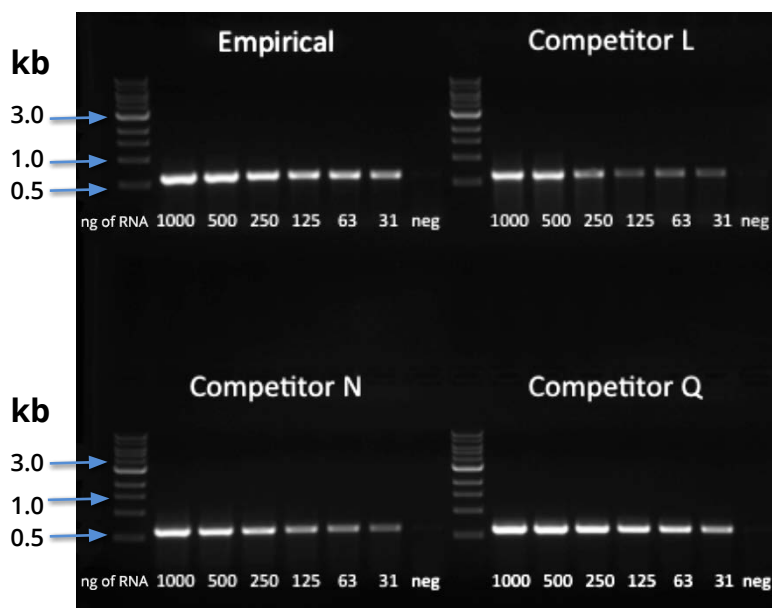 Empirical
Competitor L
kb
3.0
1.0
0.5
ng of RNA 1000 500 250 125 63 31 neg
1000 500 250 125 63 31 neg
Competitor N
Competitor Q
kb
3.0
1.0
0.5
ng of RNA 1000 500 250 125 63 31 neg
1000 500 250 125 63 31 neg